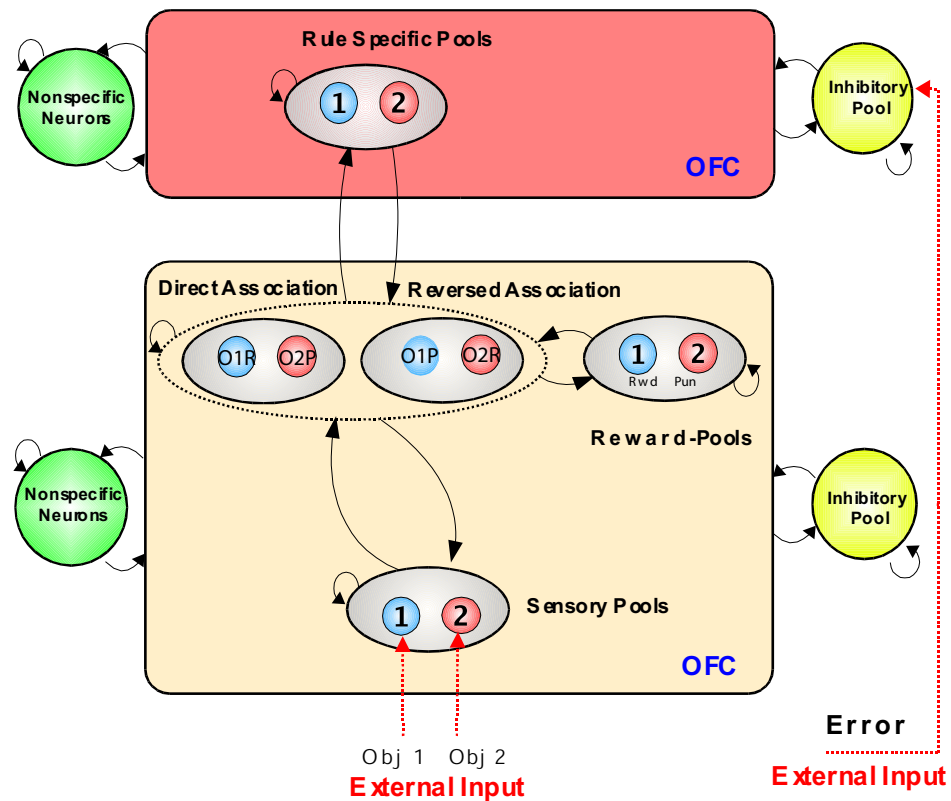 Rule Specific Pools
1 2
Nonspecific
Neurons
Inhibitory
Pool
OFC
Direct Association
Reversed Association
O1R O2P O1P O2R
1 2
Rwd Pun
Reward-Pools
Nonspecific
Neurons
Inhibitory
Pool
1 2
Sensory Pools
OFC
Error
Obj 1 Obj 2
External Input
External Input